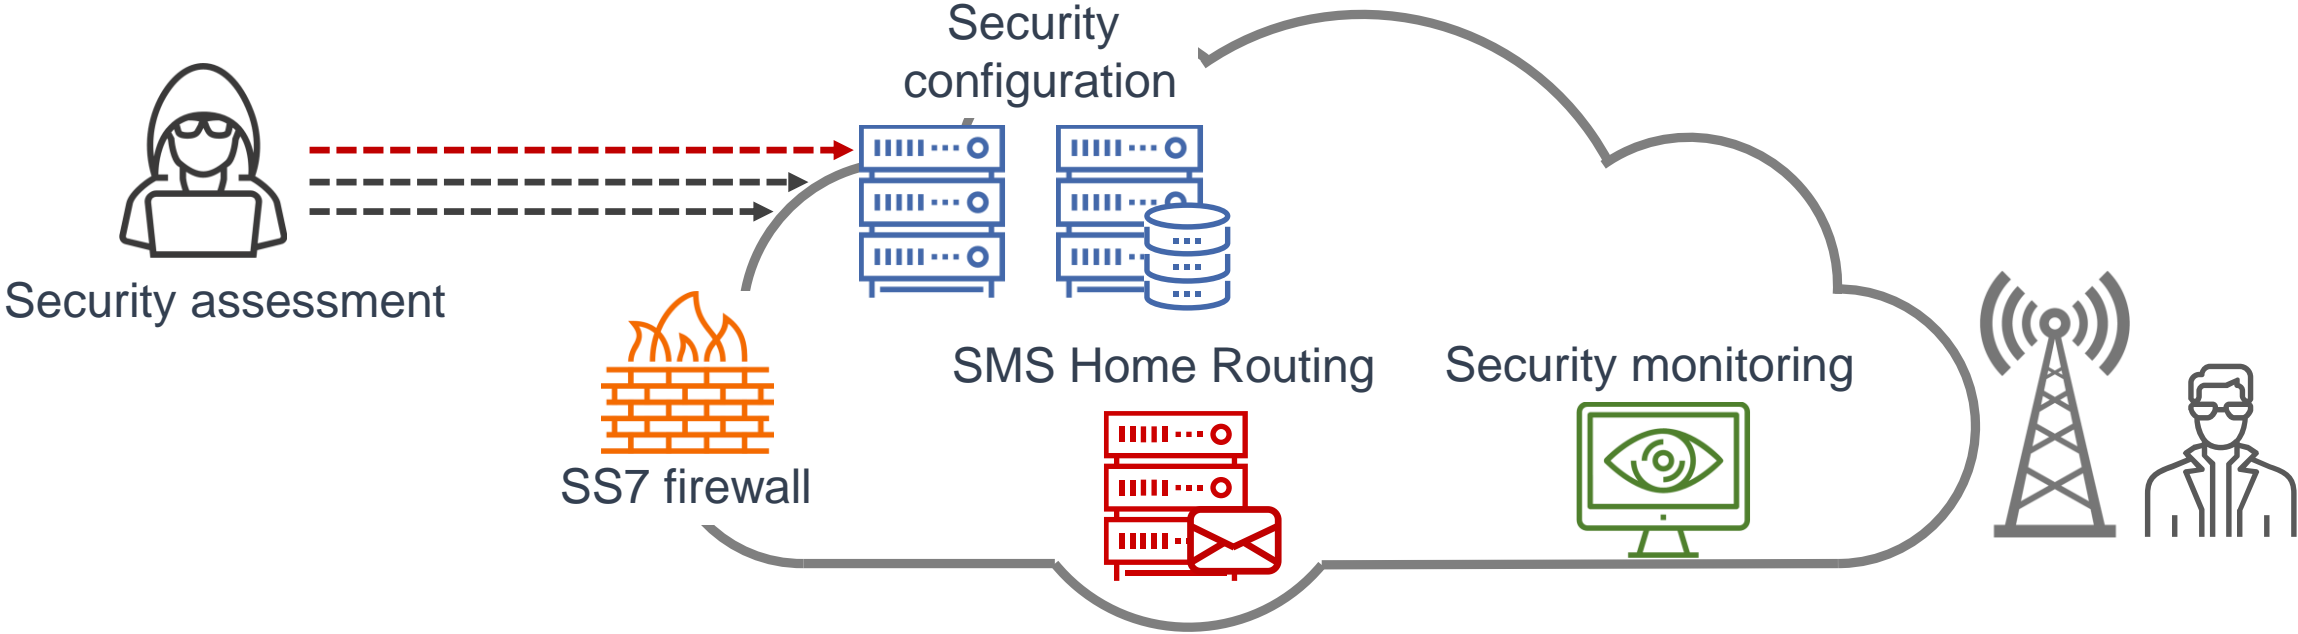 Security
configuration
Security assessment
SMS Home Routing
Security monitoring
SS7 firewall